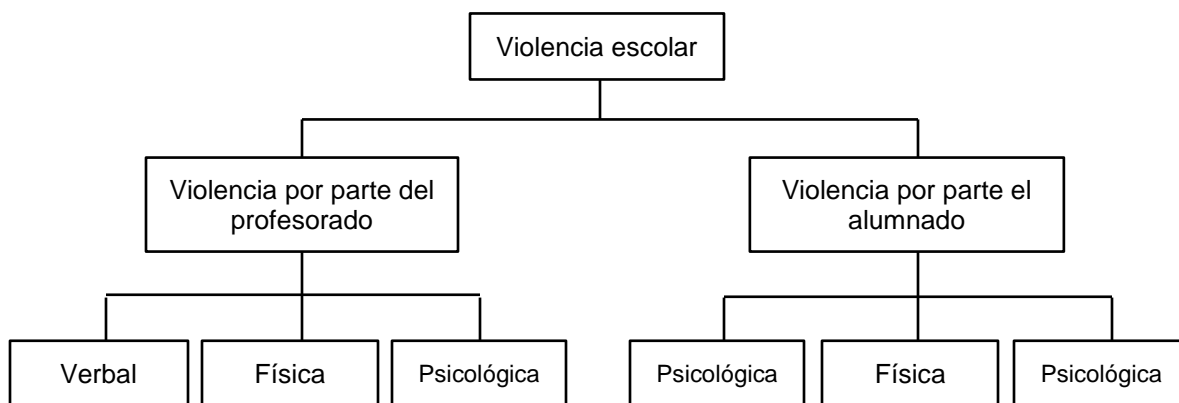 Violencia escolar
Violencia por parte del
profesorado
Violencia por parte el
alumnado
Verbal
Física
Psicológica
Psicológica
Física
Psicológica